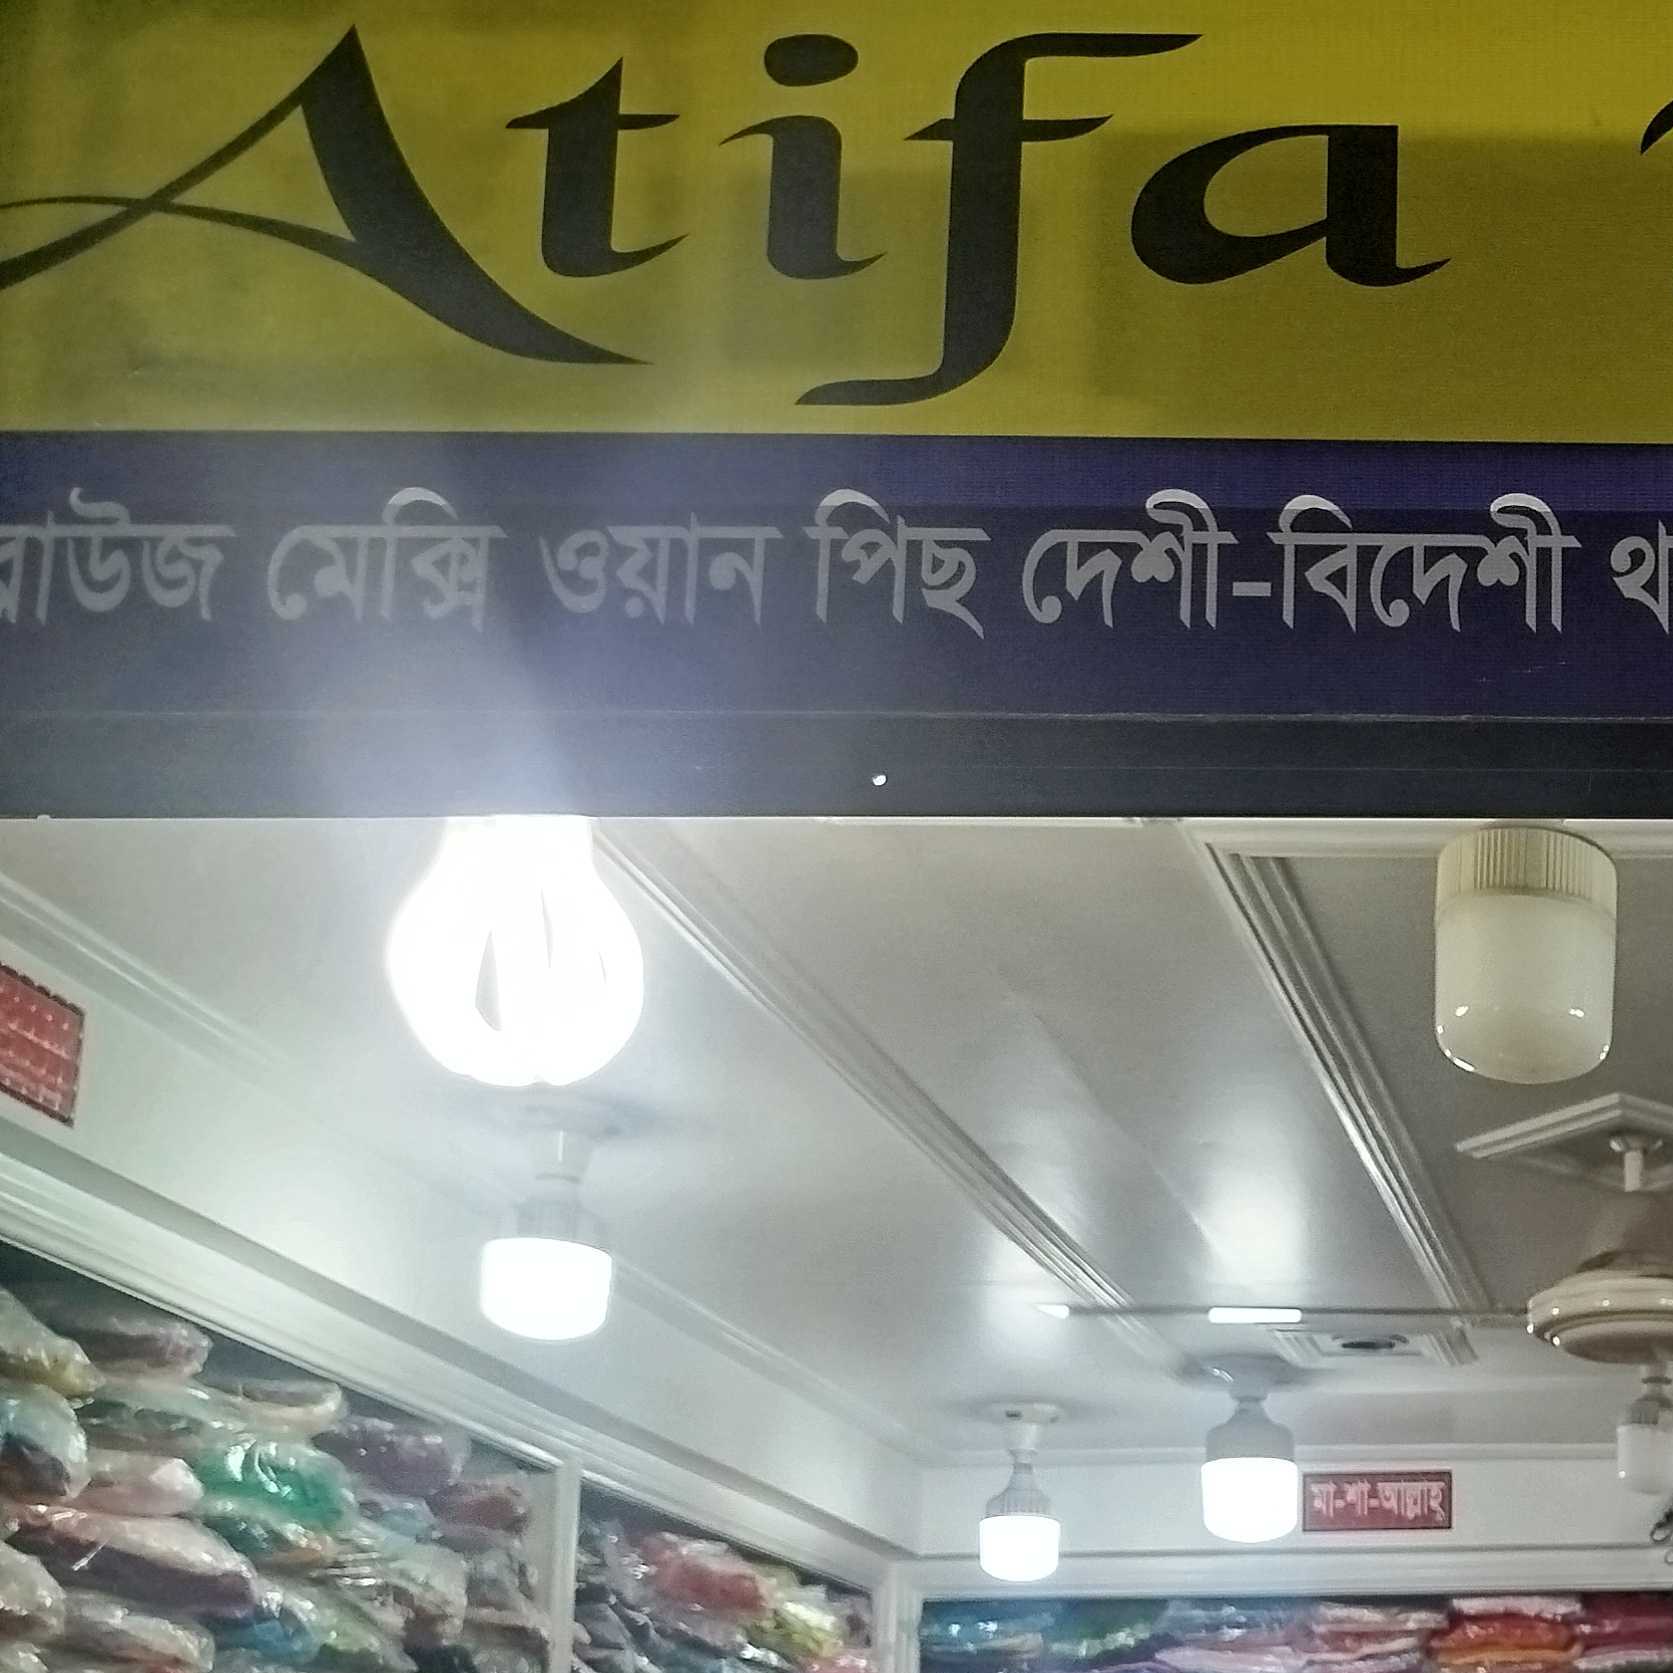 Atifa
ব্লাউজ মেক্সি ওয়ান পিছ দেশী-বিদেশী থ
মা-শা-আল্লাহ্